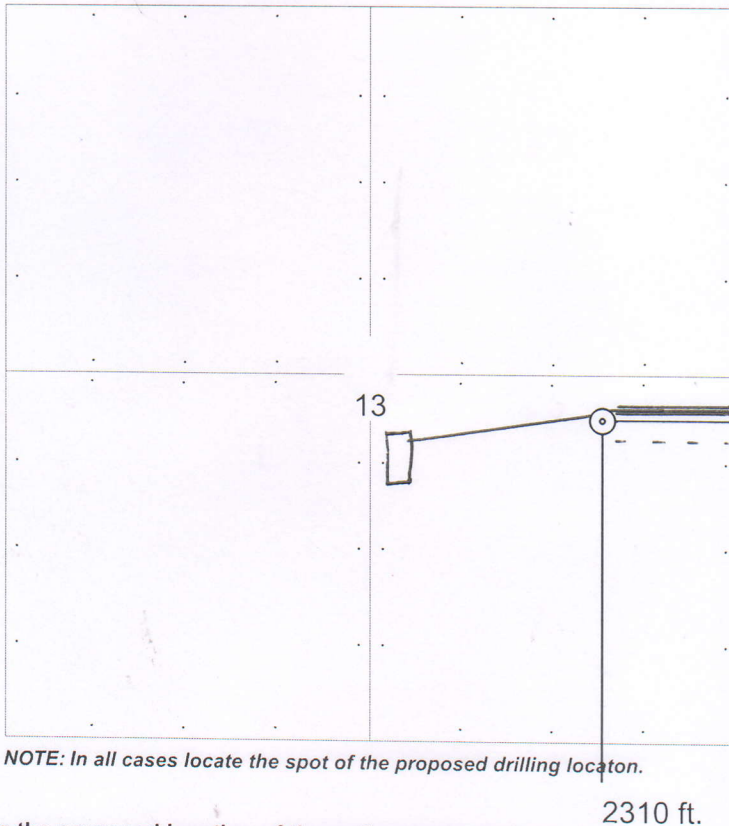 13
NOTE: In all cases locate the spot of the proposed drilling locaton.
2310 ft.